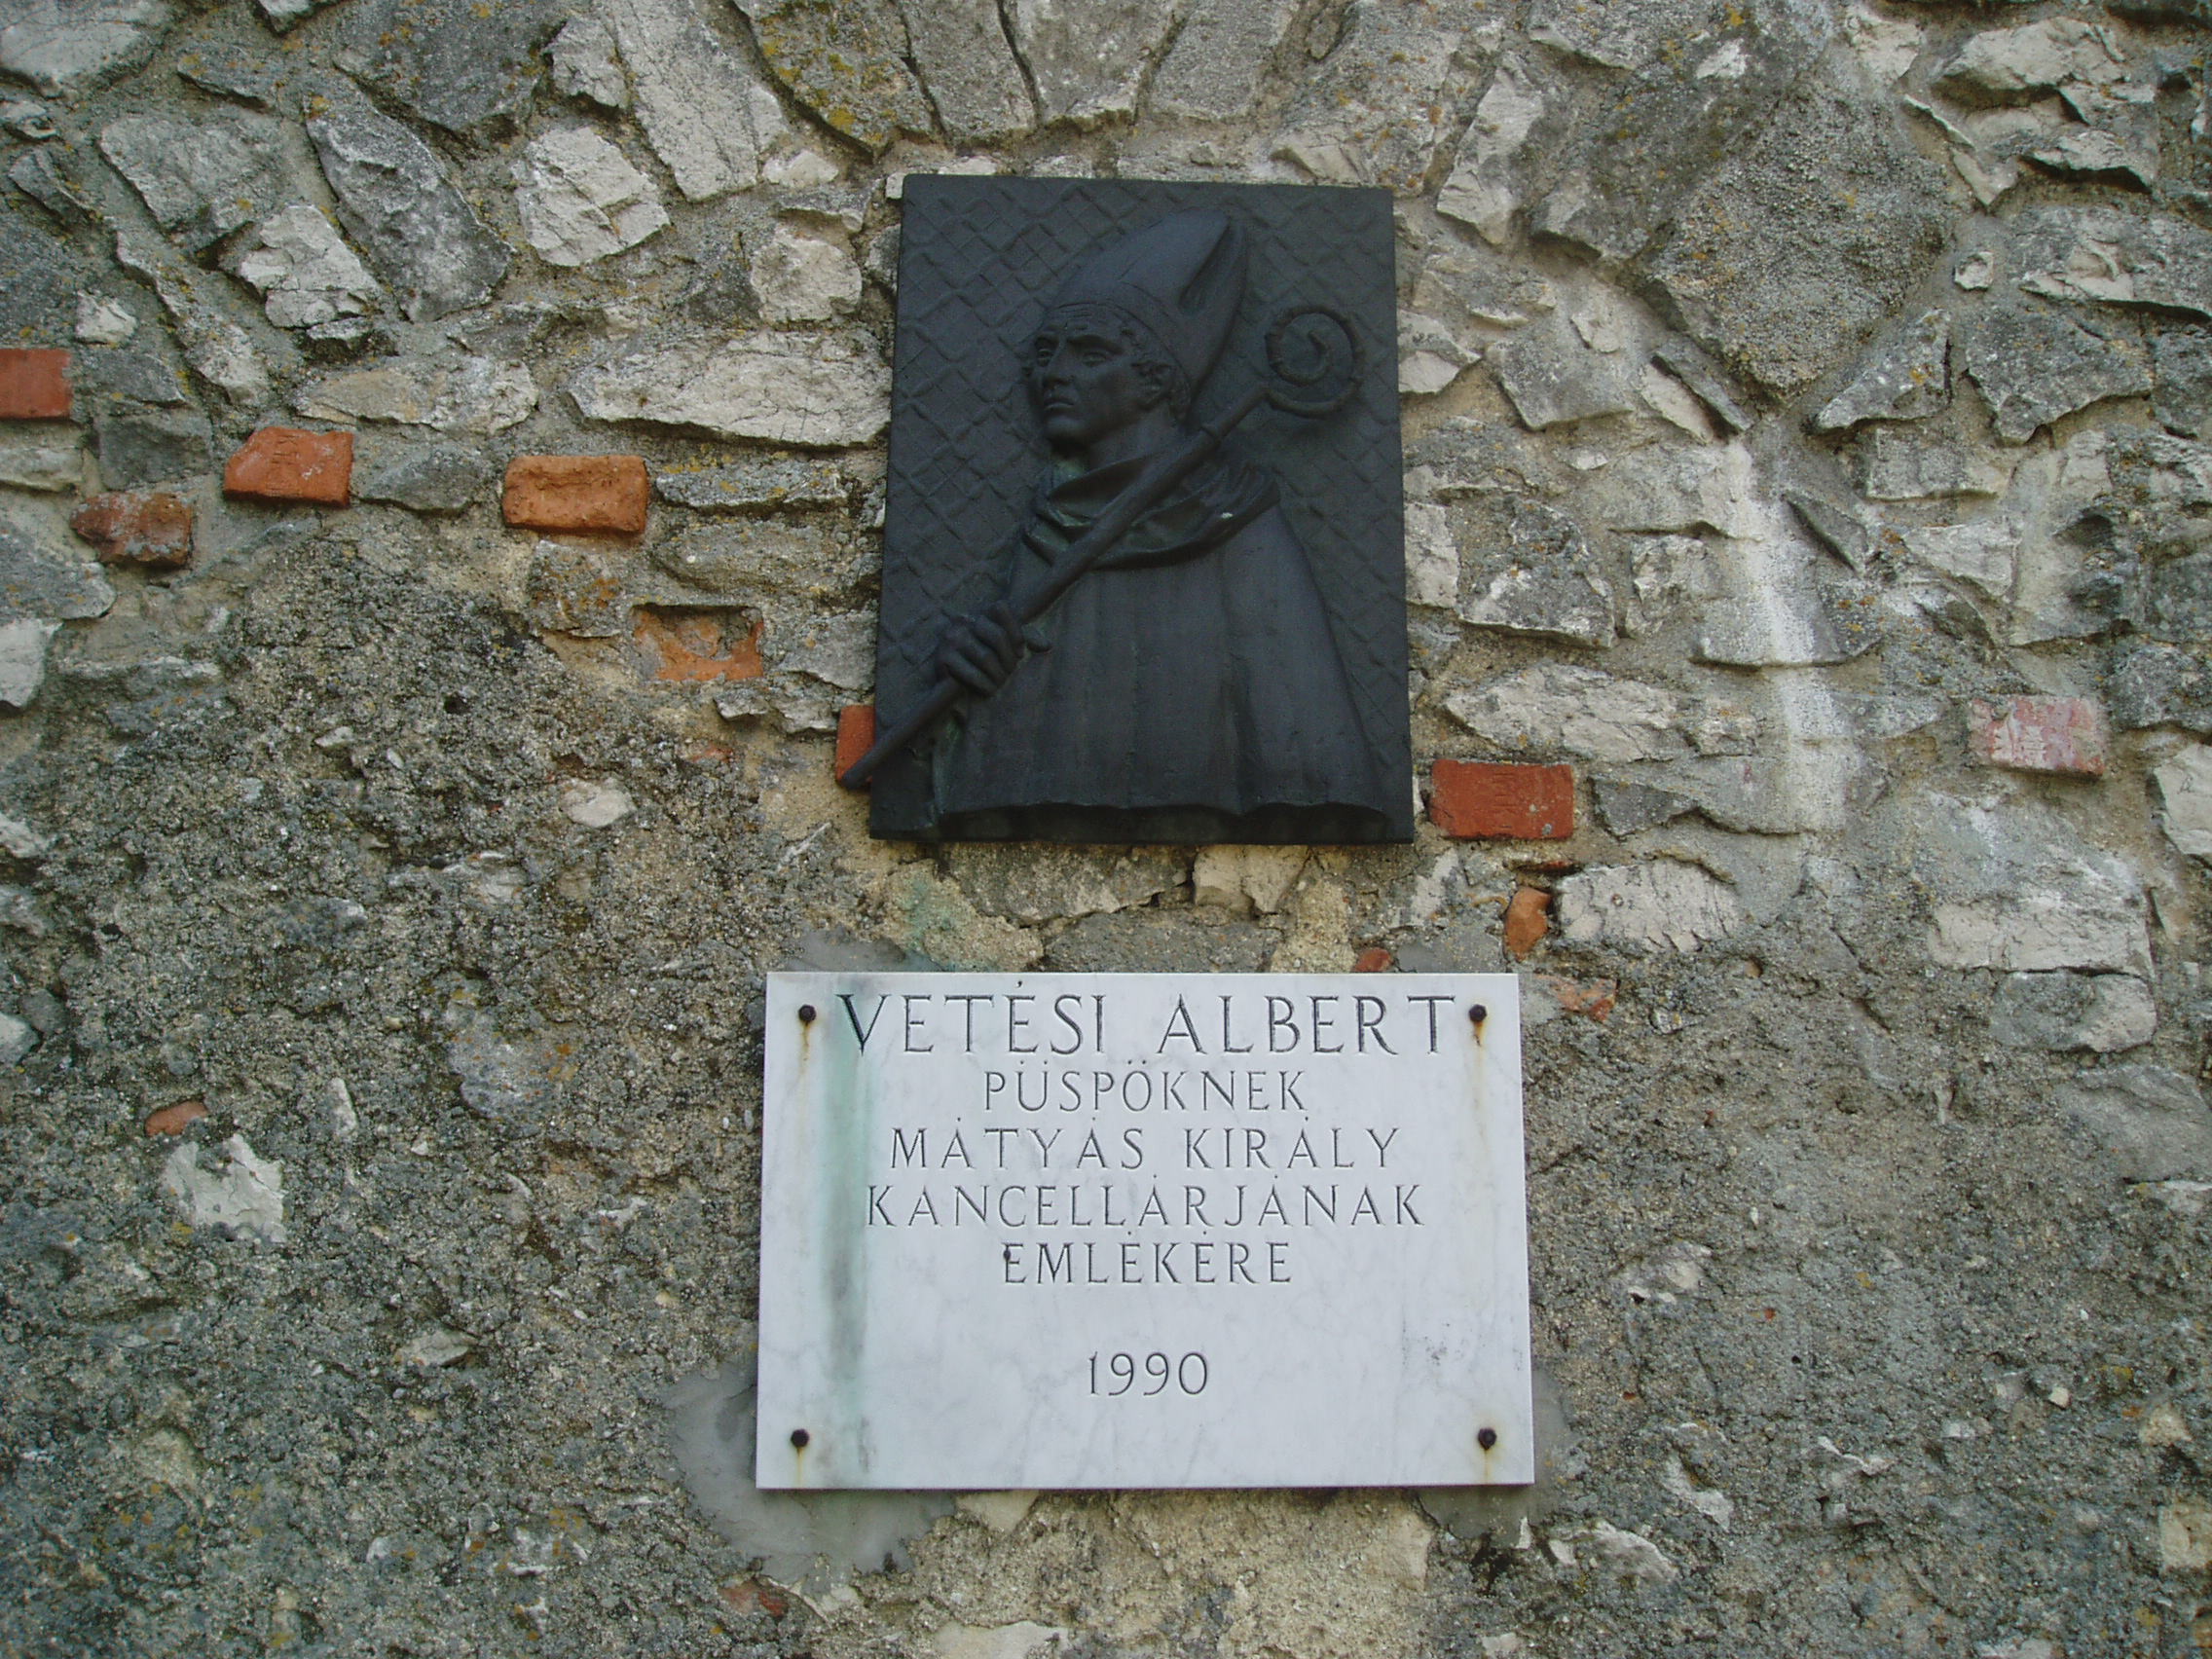 VETÉSI ALBERT
PÜSPÖKNEK
MÁTYÁS KIRÁLY
KANCELLÁRJÁNAK
EMLÉKÉRE
1990